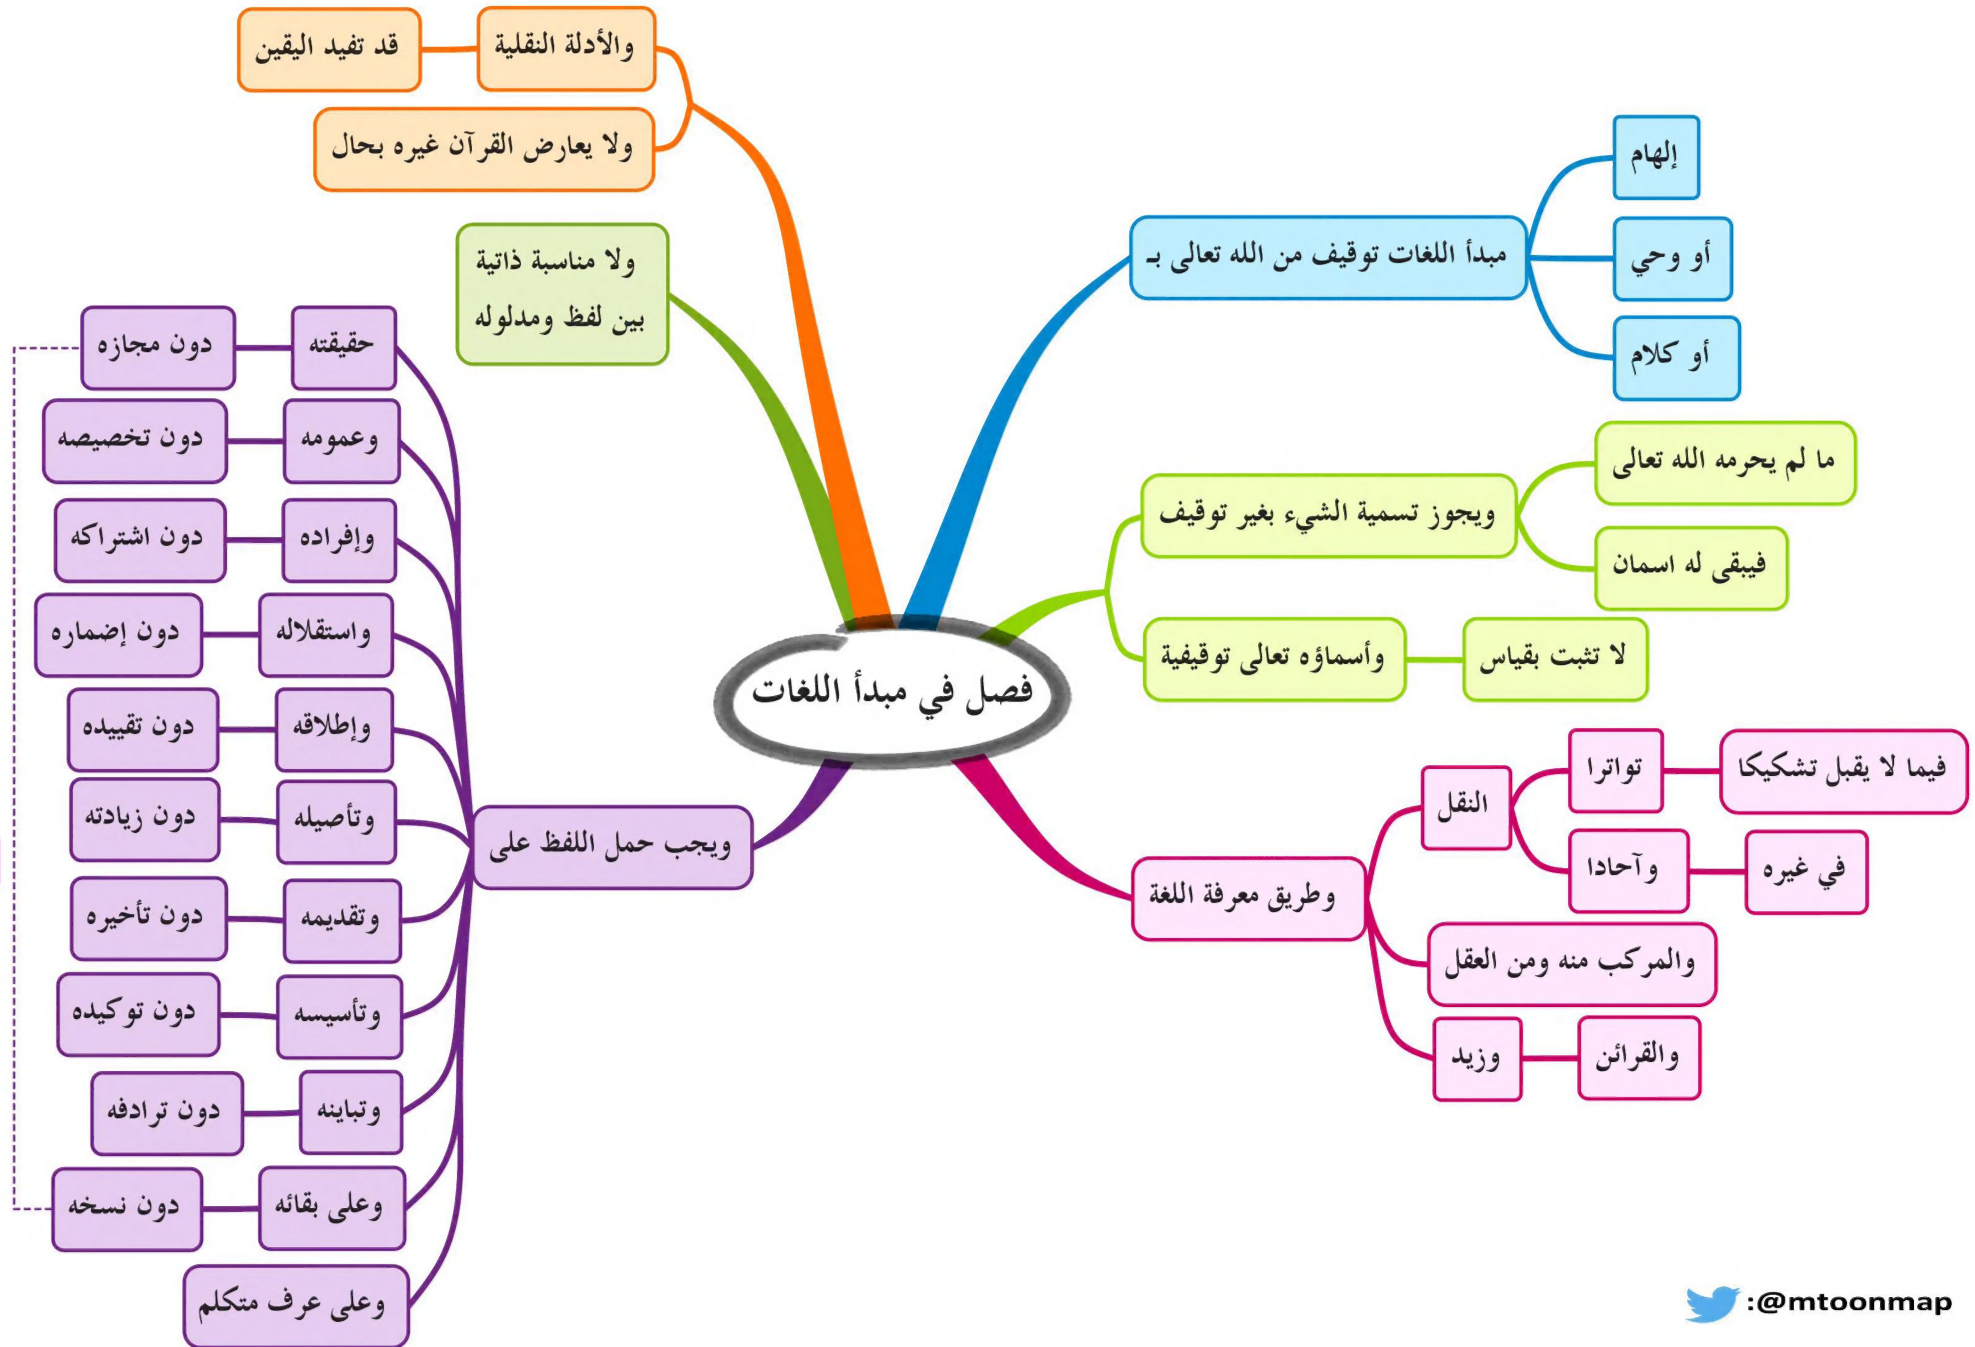 فصل في مبدأ اللغات
مبدأ اللغات توقيف من الله تعالى بـ
إلهام
أو وحي
أو كلام
ويجوز تسمية الشيء بغير توقيف
ما لم يحرمه الله تعالى
فيبقى له اسمان
وأسماؤه تعالى توقيفية
لا تثبت بقياس
وطريق معرفة اللغة
النقل
تواترا
فيما لا يقبل تشكيكا
وآحادا
في غيره
والمركب منه ومن العقل
وزيد
والقرائن
والأدلة النقلية
قد تفيد اليقين
ولا يعارض القرآن غيره بحال
ولا مناسبة ذاتية
بين لفظ ومدلوله
ويجب حمل اللفظ على
حقيقته
دون مجازه
وعمومه
دون تخصيصه
وإفراده
دون اشتراكه
واستقلاله
دون إضماره
وإطلاقه
دون تقييده
وتأصيله
دون زيادته
وتقديمه
دون تأخيره
وتأسيسه
دون توكيده
وتباينه
دون ترادفه
وعلى بقائه
دون نسخه
وعلى عرف متكلم
:@mtoonmap